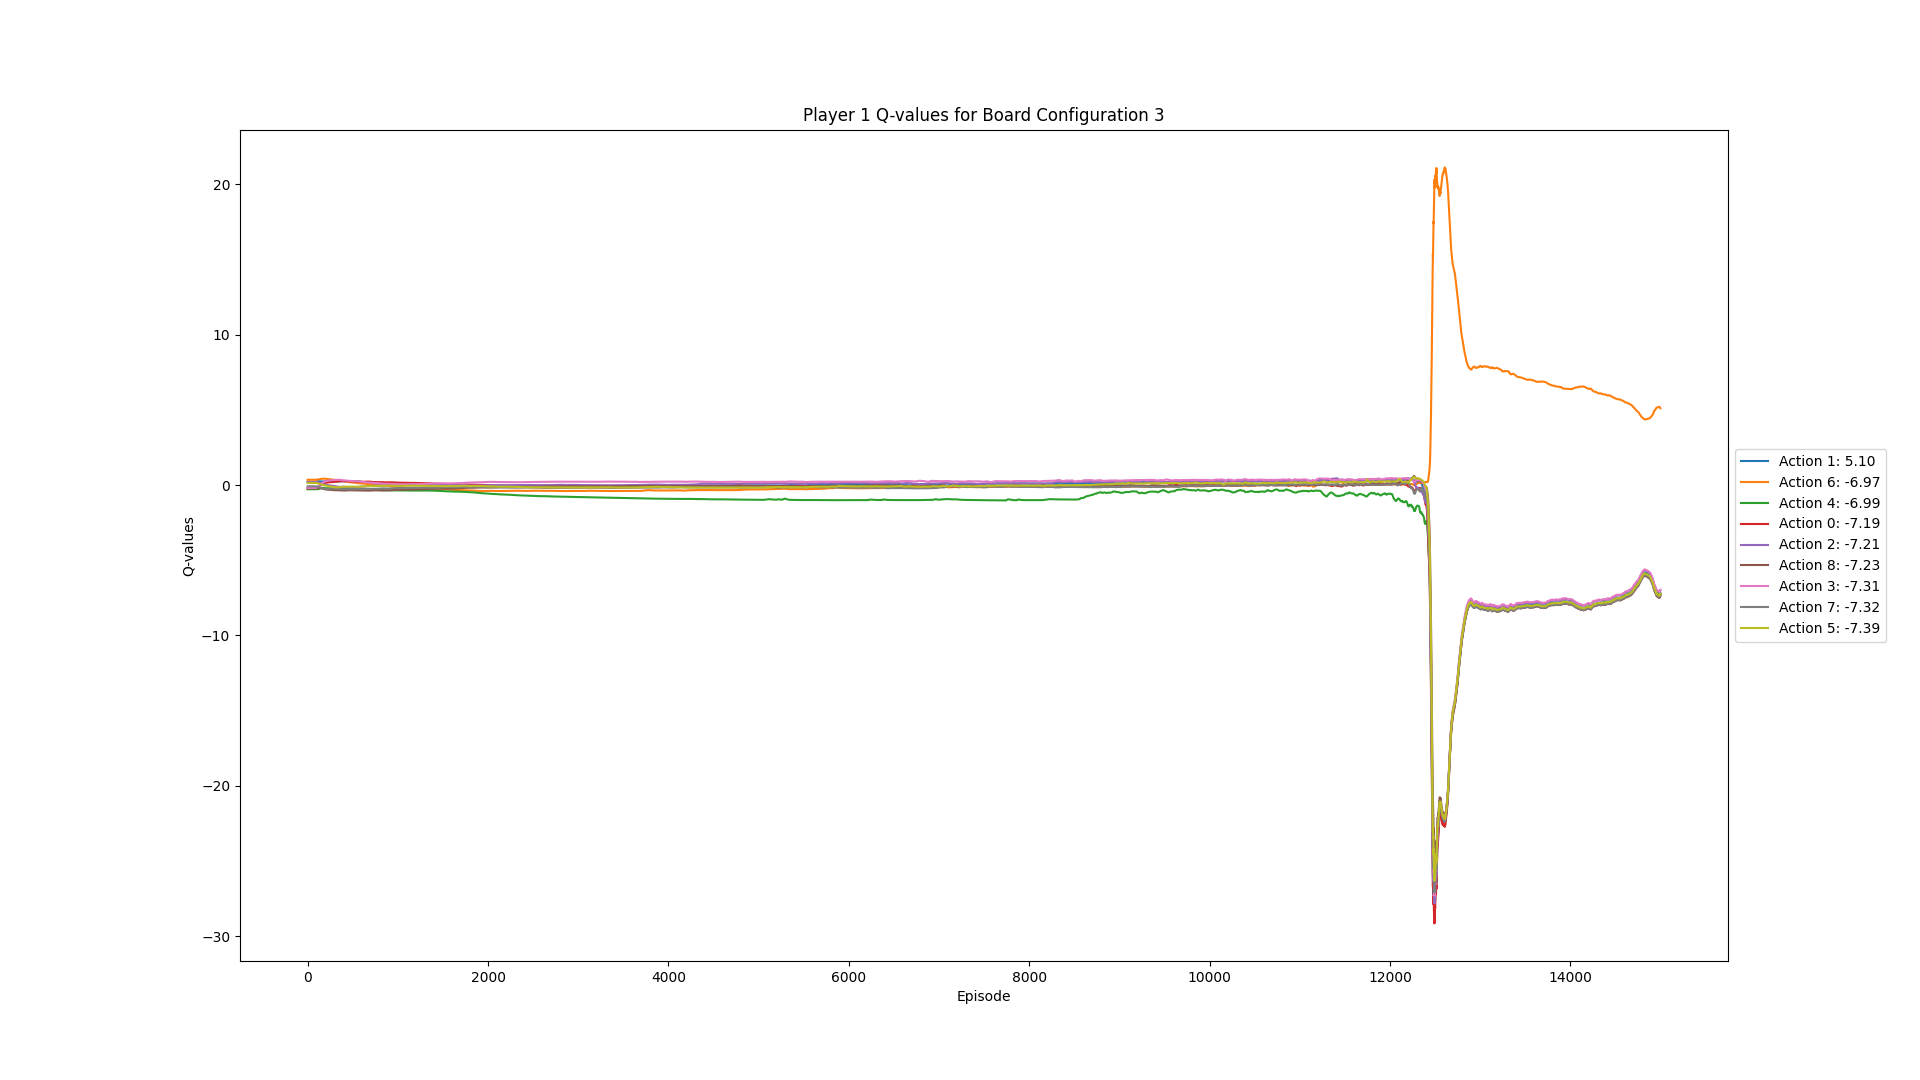 Player 1 Q-values for Board Configuration 3
20
10
0
−10
−20
−30
Q-values
0 2000 4000 6000 8000 10000 12000 14000
Episode
Action 1: 5.10
Action 6: -6.97
Action 4: -6.99
Action 0: -7.19
Action 2: -7.21
Action 8: -7.23
Action 3: -7.31
Action 7: -7.32
Action 5: -7.39